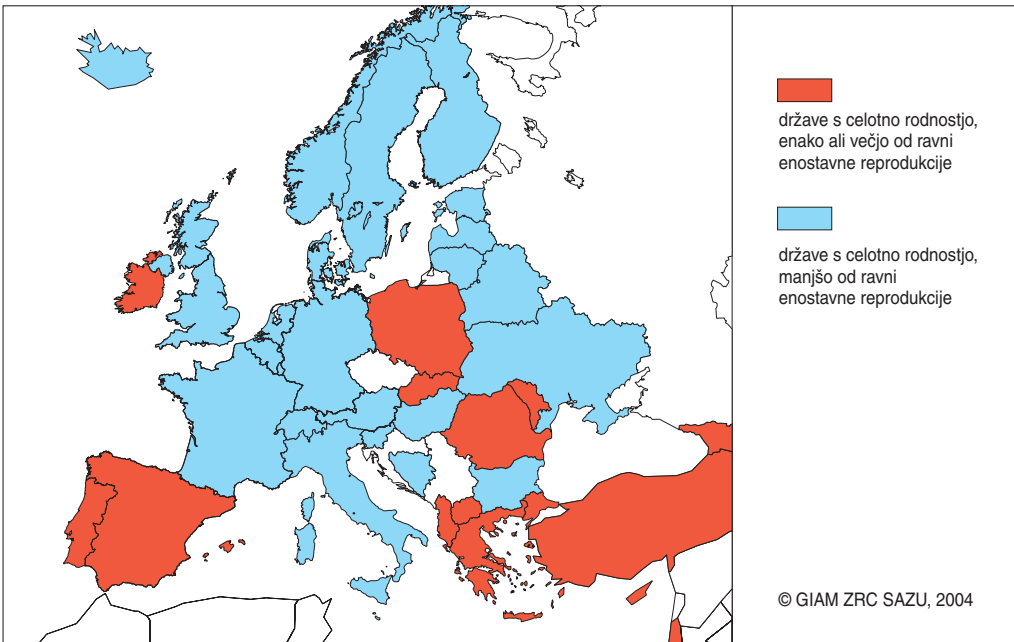 države s celotno rodnostjo,
enako ali večjo od ravni
enostavne reprodukcije
države s celotno rodnostjo,
manjšo od ravni
enostavne reprodukcije
© GIAM ZRC SAZU, 2004